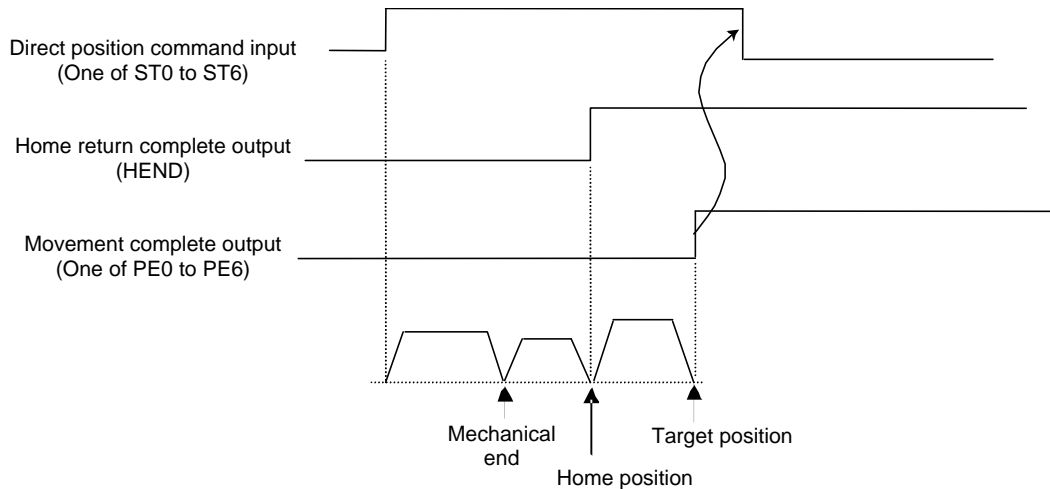 Direct position command input
(One of ST0 to ST6)
Home return complete output
(HEND)
Movement complete output
(One of PE0 to PE6)
Mechanical
end
Target position
Home position